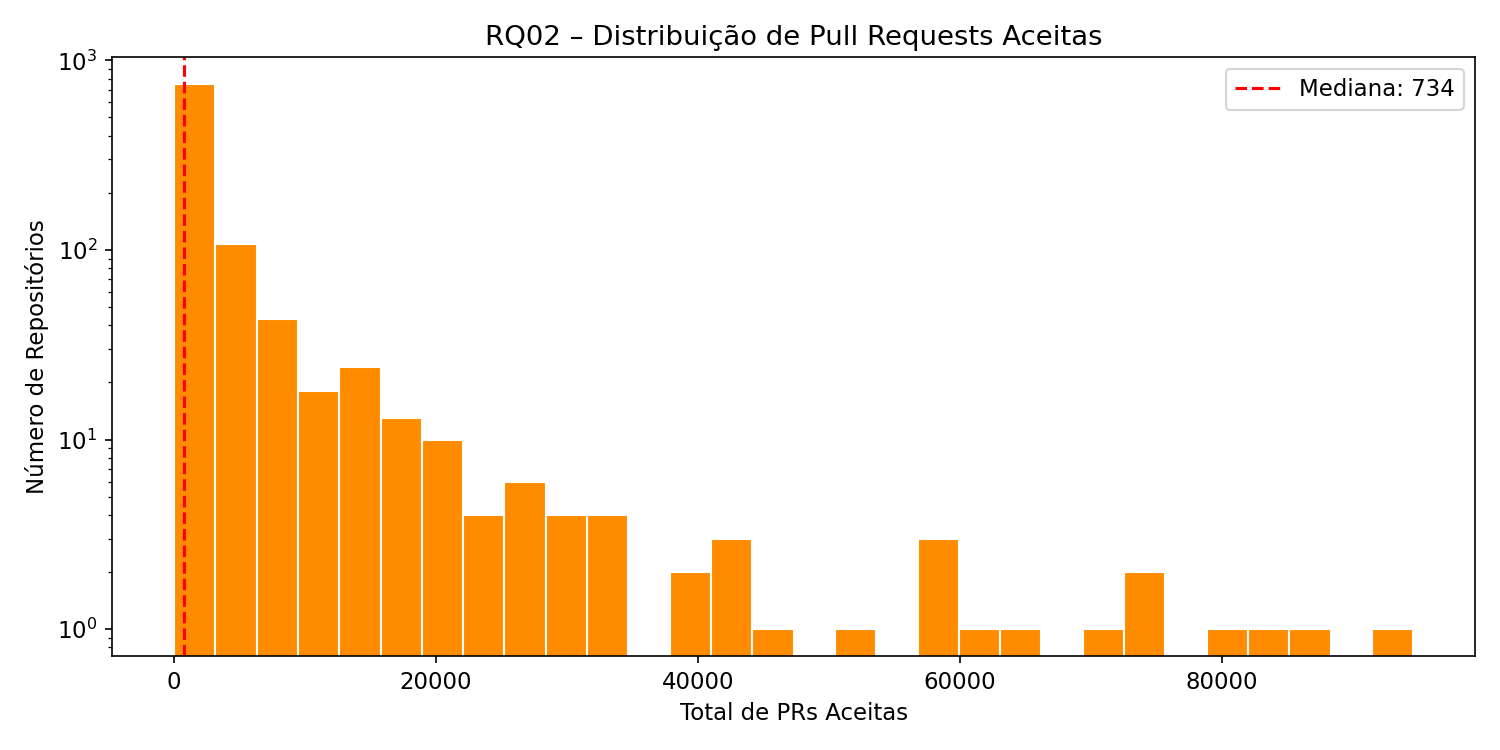 RQ02 – Distribuição de Pull Requests Aceitas
Mediana: 734
Número de Repositórios
10³
10²
10¹
10⁰
0 20000 40000 60000 80000
Total de PRs Aceitas